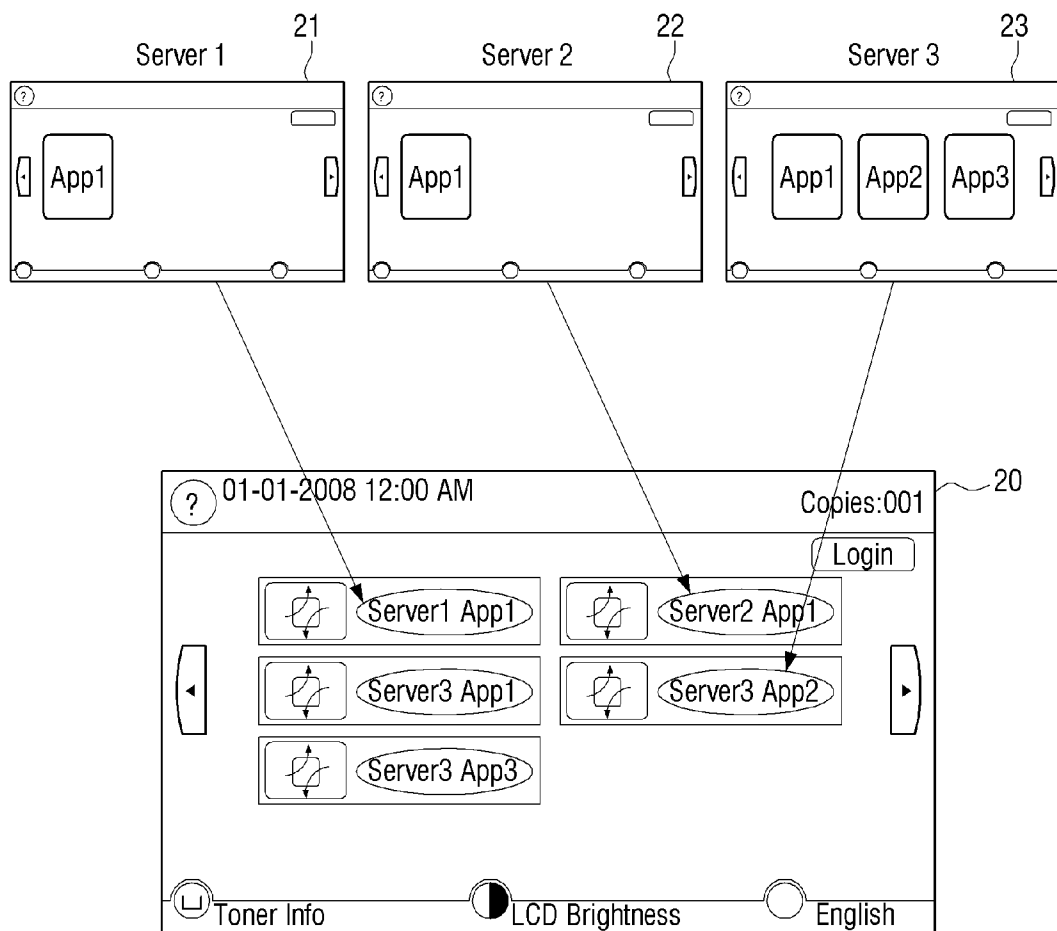 21
22
23
Server 1
Server 2
Server 3
?
?
?
App1
App1
App1
App2
App3
20
? 01-01-2008 12:00 AM
Copies:001
Login
Server1 App1
Server2 App1
Server3 App1
Server3 App2
Server3 App3
Toner Info
LCD Brightness
English